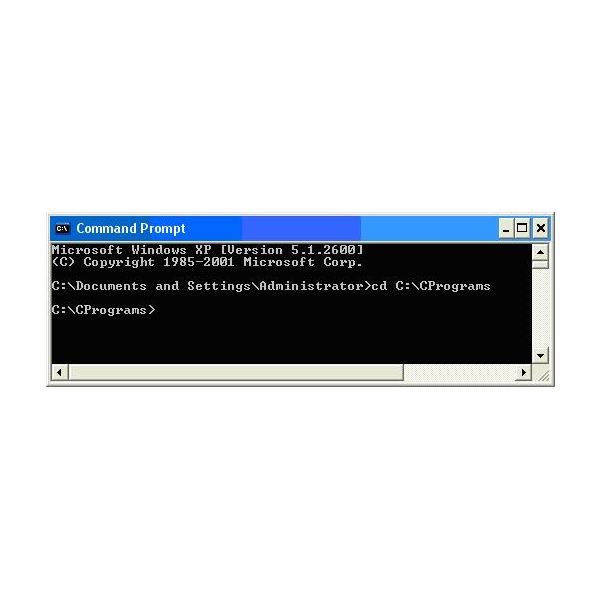 Command Prompt
Microsoft Windows XP [Version 5.1.2600]
(C) Copyright 1985-2001 Microsoft Corp.
C:\Documents and Settings\Administrator>cd C:\CPrograms
C:\CPrograms>